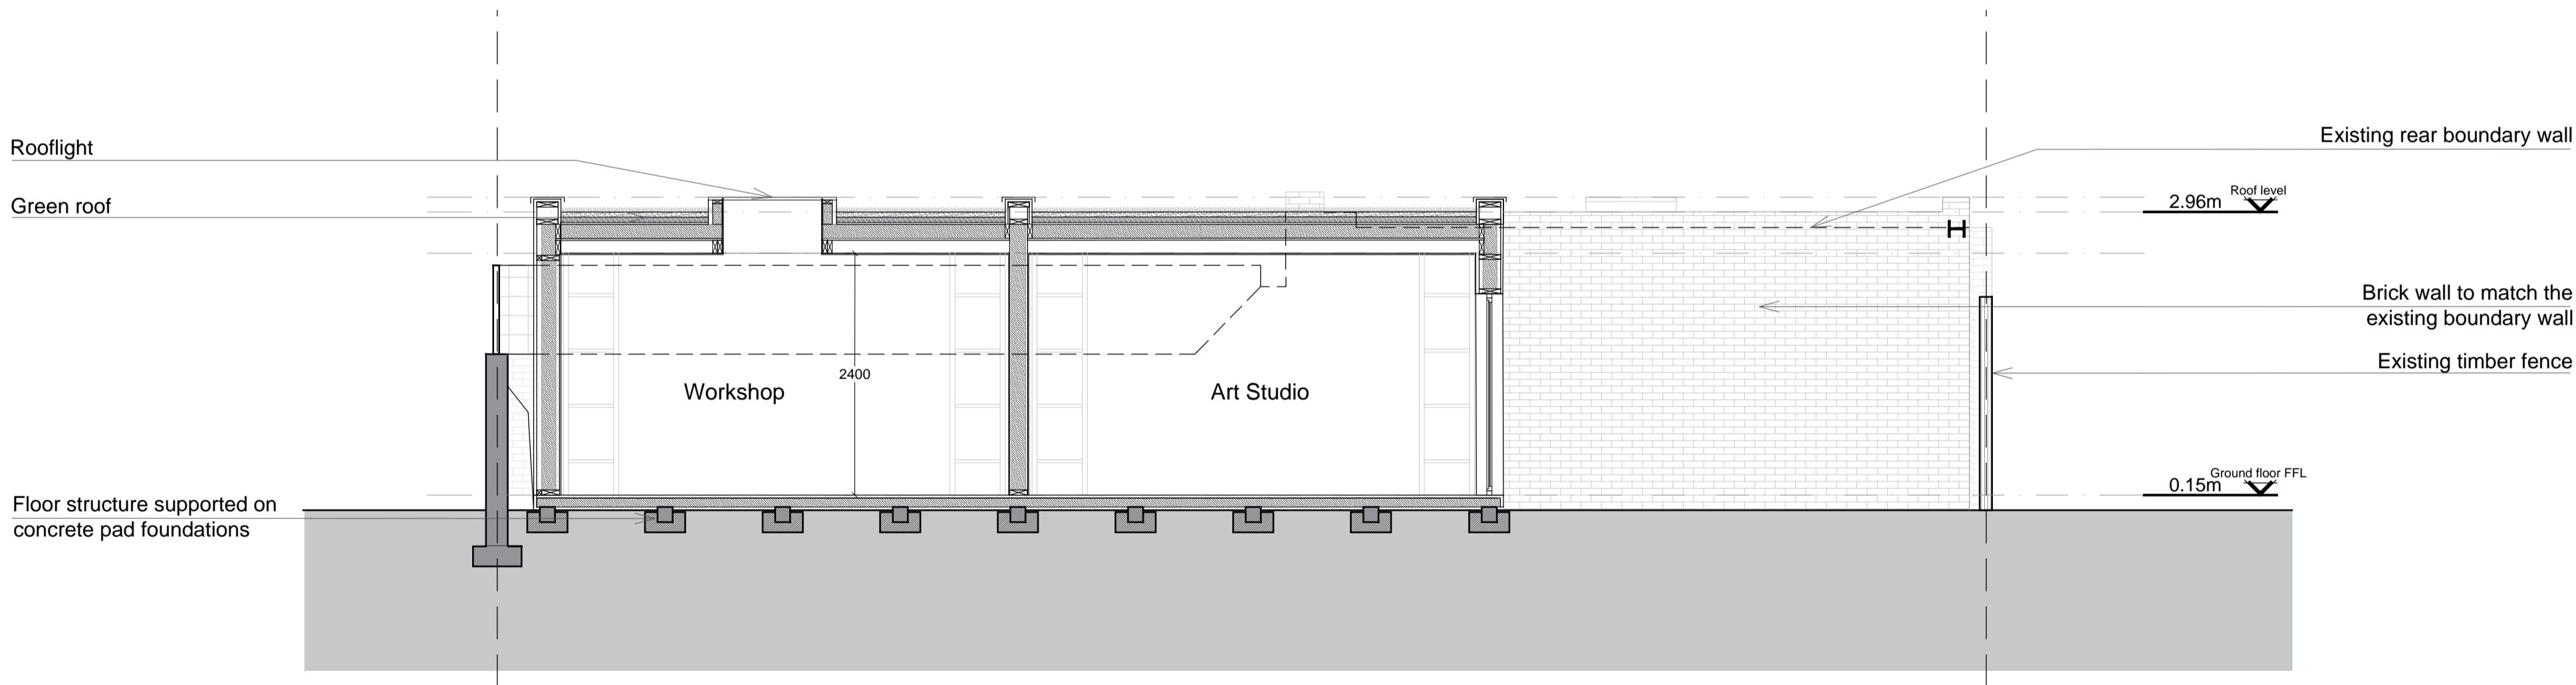 Rooflight
Green roof
Floor structure supported on
concrete pad foundations
Workshop
2400
Art Studio
Existing rear boundary wall
Roof level
2.96m
Brick wall to match the
existing boundary wall
Existing timber fence
Ground floor FFL
0.15m
H